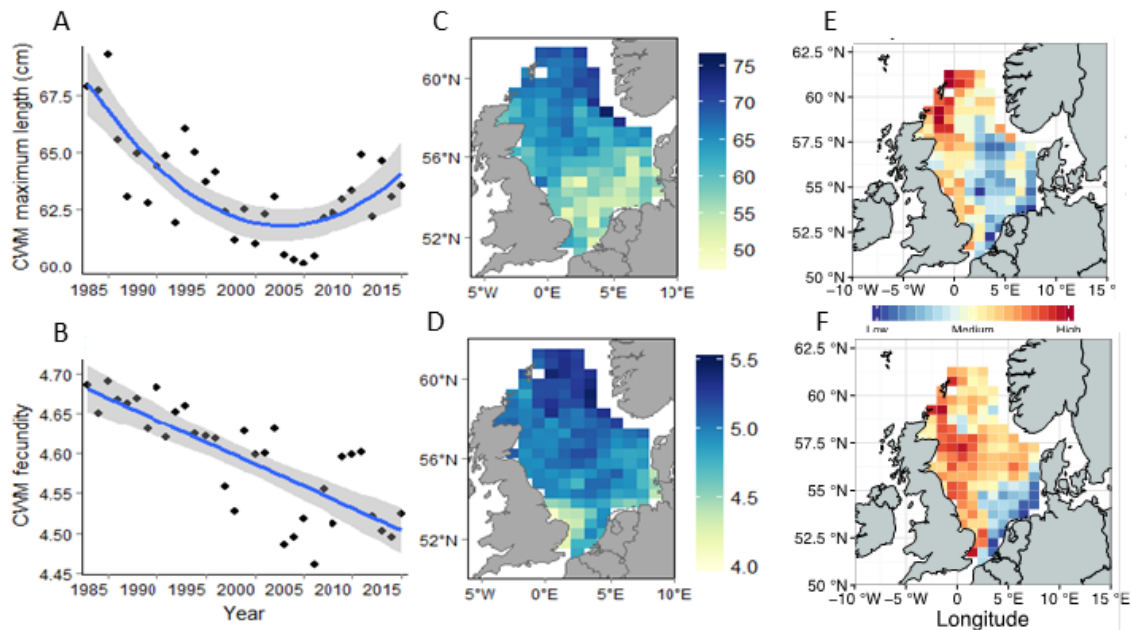 A
CWM maximum length (cm)
67.5
65.0
62.5
60.0
1985 1990 1995 2000 2005 2010 2015
B
CWM fecundity
4.70
4.65
4.60
4.55
4.50
4.45
1985 1990 1995 2000 2005 2010 2015
Year
C
60°N
56°N
52°N
5°W 0°E 5°E 10°E
75
70
65
60
55
50
D
60°N
56°N
52°N
5°W 0°E 5°E 10°E
5.5
5.0
4.5
4.0
E
62.5 °N
60 °N
57.5 °N
55 °N
52.5 °N
50 °N
-10 °W -5 °W 0 5 °E 10 °E 15 °E
Low Medium High
F
62.5 °N
60 °N
57.5 °N
55 °N
52.5 °N
50 °N
-10 °W -5 °W 0 5 °E 10 °E 15 °E
Longitude